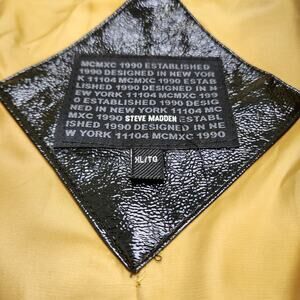 MCMXC 1990 ESTABLISHED
1990 DESIGNED IN NEW YOR
K 11104 MCMXC 1990 ESTAB
LISHED 1990 DESIGNED IN
NEW YORK 11104 MCMXC 199
0 ESTABLISHED 1990 DESIG
NED IN NEW YORK 11104 MC
MXC 1990 STEVE MADDEN ESTABL
ISHED 1990 DESIGNED IN NE
W YORK 11104 MCMXC 1990
XL/TG